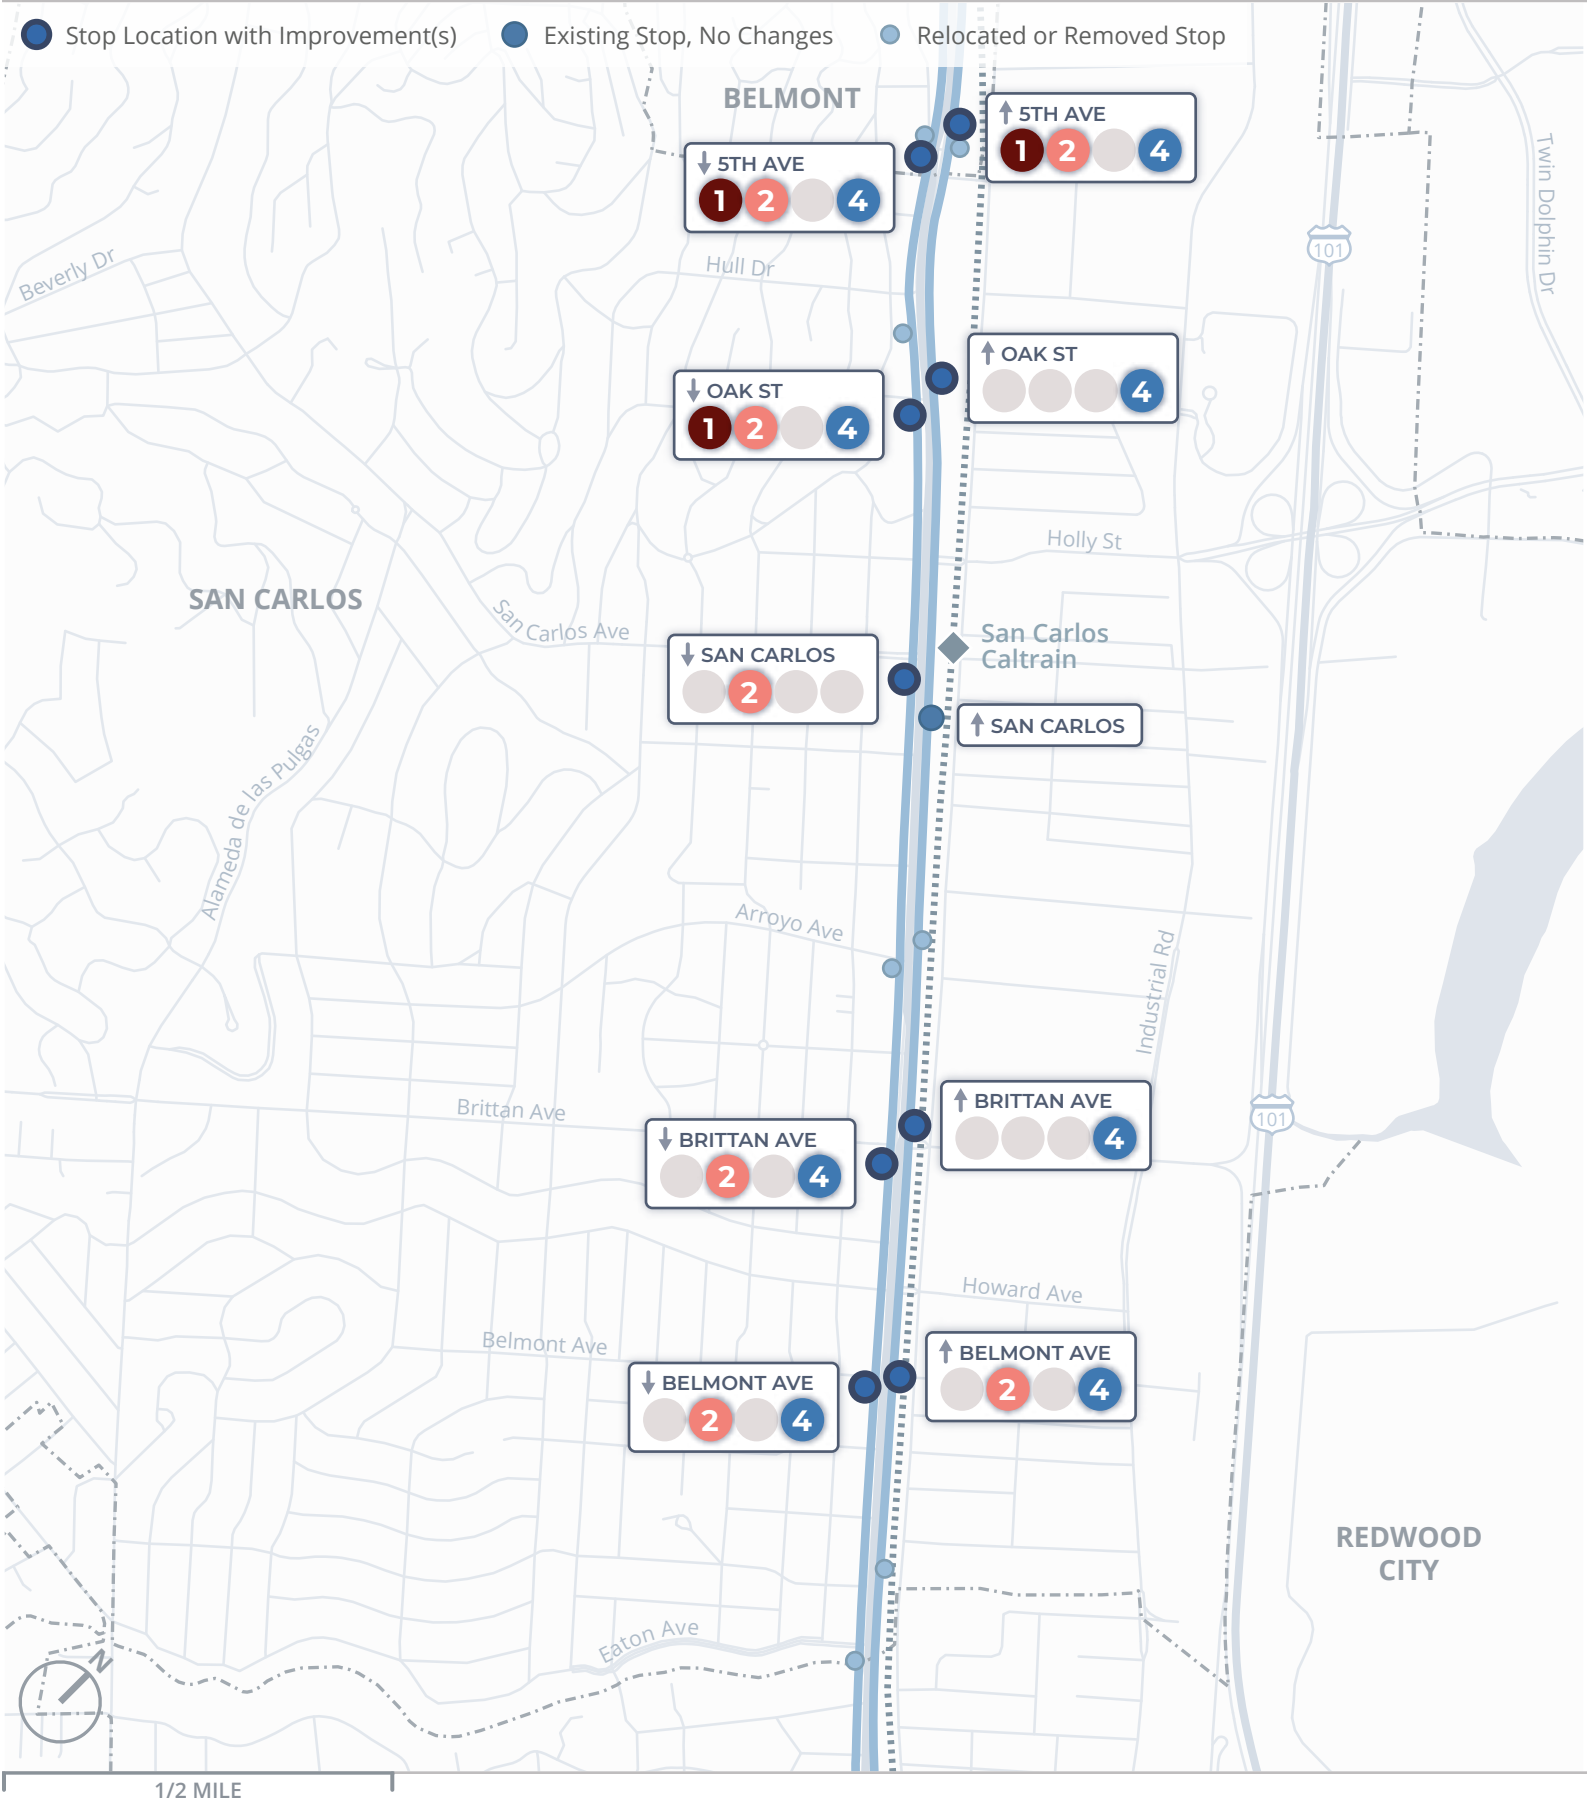 Stop Location with Improvement(s)
Existing Stop, No Changes
Relocated or Removed Stop
BELMONT
5TH AVE
1 2 4
5TH AVE
1 2 4
Twin Dolphin Dr
101
Beverly Dr
Hull Dr
OAK ST
4
OAK ST
1 2 4
Holly St
SAN CARLOS
San Carlos Ave
San Carlos
Caltrain
SAN CARLOS
2
SAN CARLOS
Alameda de las Pulgas
Arroyo Ave
Industrial Rd
Brittan Ave
BRITTAN AVE
4
101
BRITTAN AVE
2 4
Howard Ave
Belmont Ave
BELMONT AVE
2 4
BELMONT AVE
2 4
REDWOOD
CITY
Eaton Ave
N
1/2 MILE